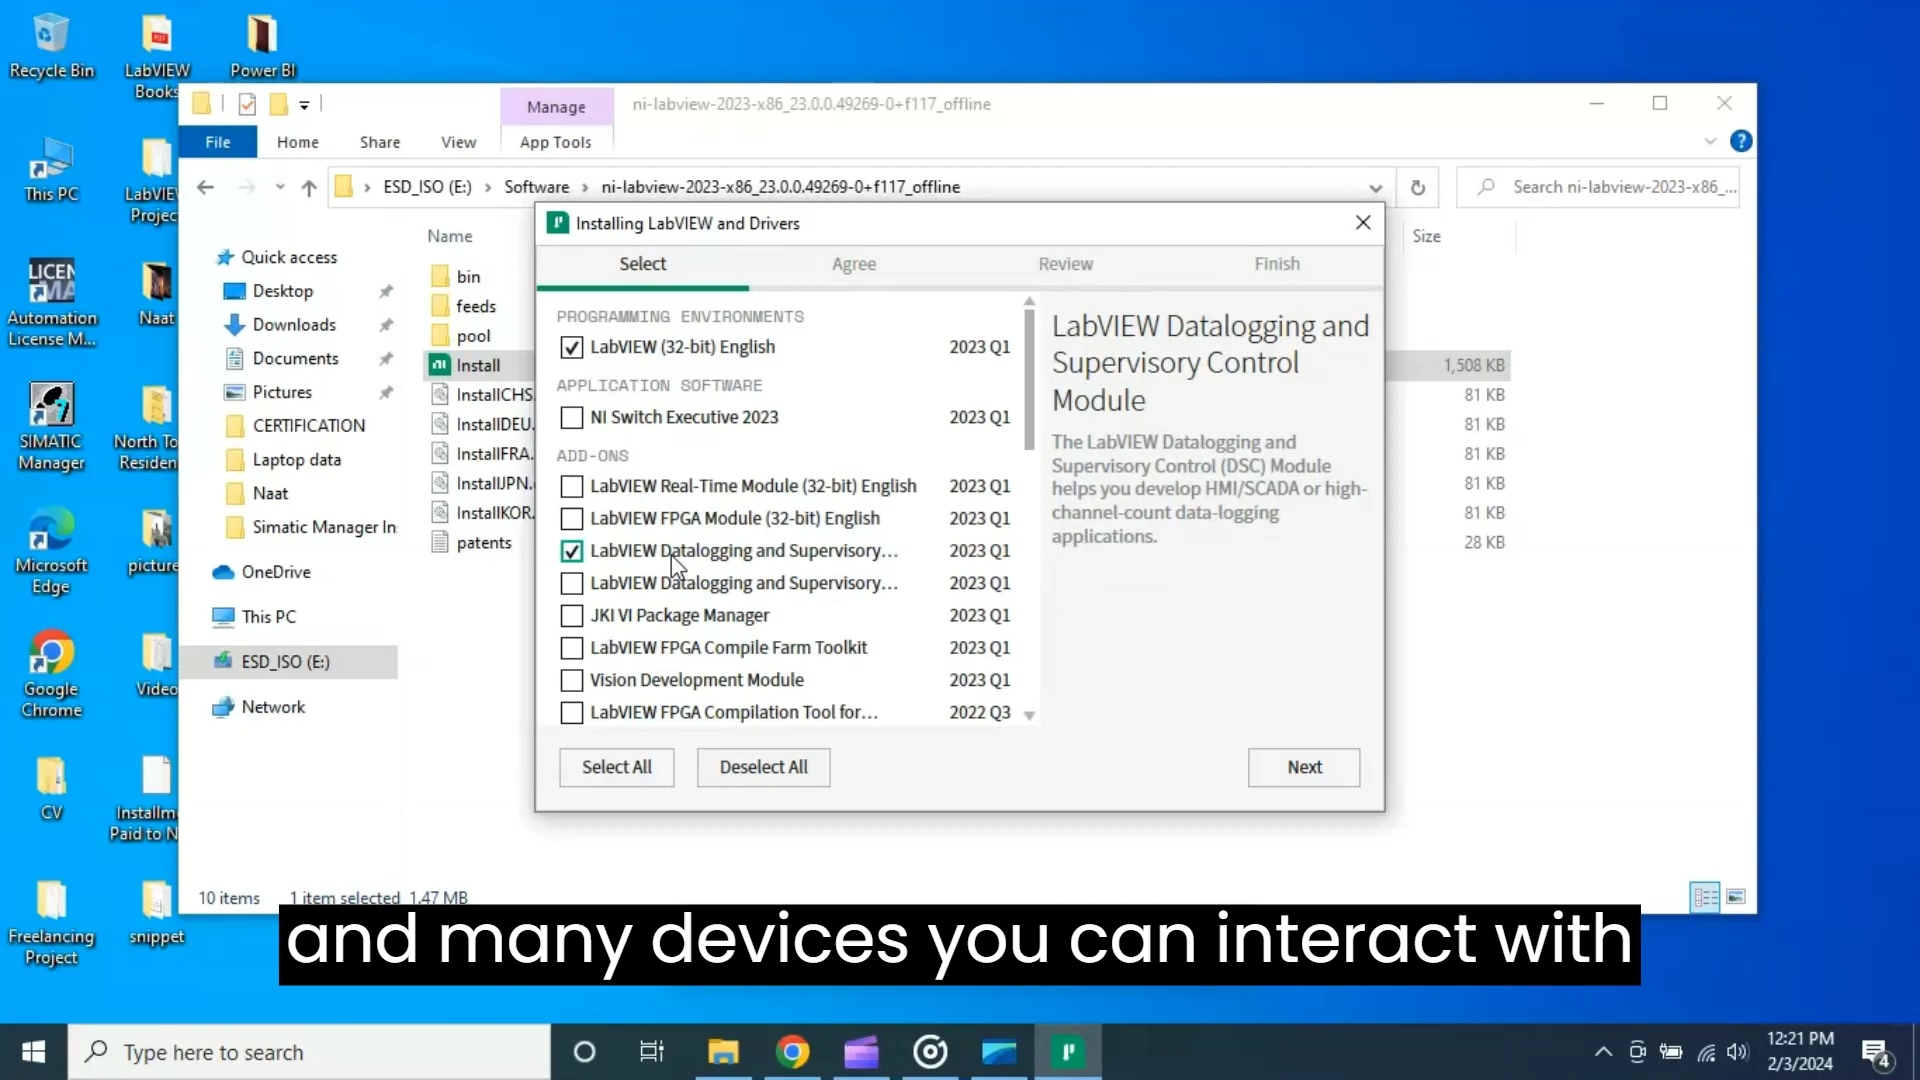 Recycle Bin
LabVIEW
Books
Power BI
This PC
LabVIEW
Project
LICEN
Automation
License M...
Naat
SIMATIC
Manager
North To
Residen
Microsoft
Edge
picture
Google
Chrome
Video
CV
Installme
Paid to N
Freelancing
Project
snippet
Manage
ni-labview-2023-x86_23.0.0.49269-0+f117_offline
File
Home
Share
View
App Tools
ESD_ISO (E:) › Software › ni-labview-2023-x86_23.0.0.49269-0+f117_offline
Search ni-labview-2023-x86_...
Name
Size
Quick access
Desktop
Downloads
Documents
Pictures
CERTIFICATION
Laptop data
Naat
Simatic Manager In
OneDrive
This PC
ESD_ISO (E:)
Network
bin
feeds
pool
Install
1,508 KB
InstallCHS.
81 KB
InstallDEU.
81 KB
InstallFRA.
81 KB
InstallJPN.
81 KB
InstallKOR.
81 KB
patents
28 KB
Installing LabVIEW and Drivers
Select
Agree
Review
Finish
PROGRAMMING ENVIRONMENTS
LabVIEW (32-bit) English 2023 Q1
APPLICATION SOFTWARE
NI Switch Executive 2023 2023 Q1
ADD-ONS
LabVIEW Real-Time Module (32-bit) English 2023 Q1
LabVIEW FPGA Module (32-bit) English 2023 Q1
LabVIEW Datalogging and Supervisory... 2023 Q1
LabVIEW Datalogging and Supervisory... 2023 Q1
JKI VI Package Manager 2023 Q1
LabVIEW FPGA Compile Farm Toolkit 2023 Q1
Vision Development Module 2023 Q1
LabVIEW FPGA Compilation Tool for... 2022 Q3
LabVIEW Datalogging and
Supervisory Control
Module
The LabVIEW Datalogging and
Supervisory Control (DSC) Module
helps you develop HMI/SCADA or high-
channel-count data-logging
applications.
Select All
Deselect All
Next
10 items
1 item selected 1.47 MB
and many devices you can interact with
Type here to search
12:21 PM
2/3/2024
4